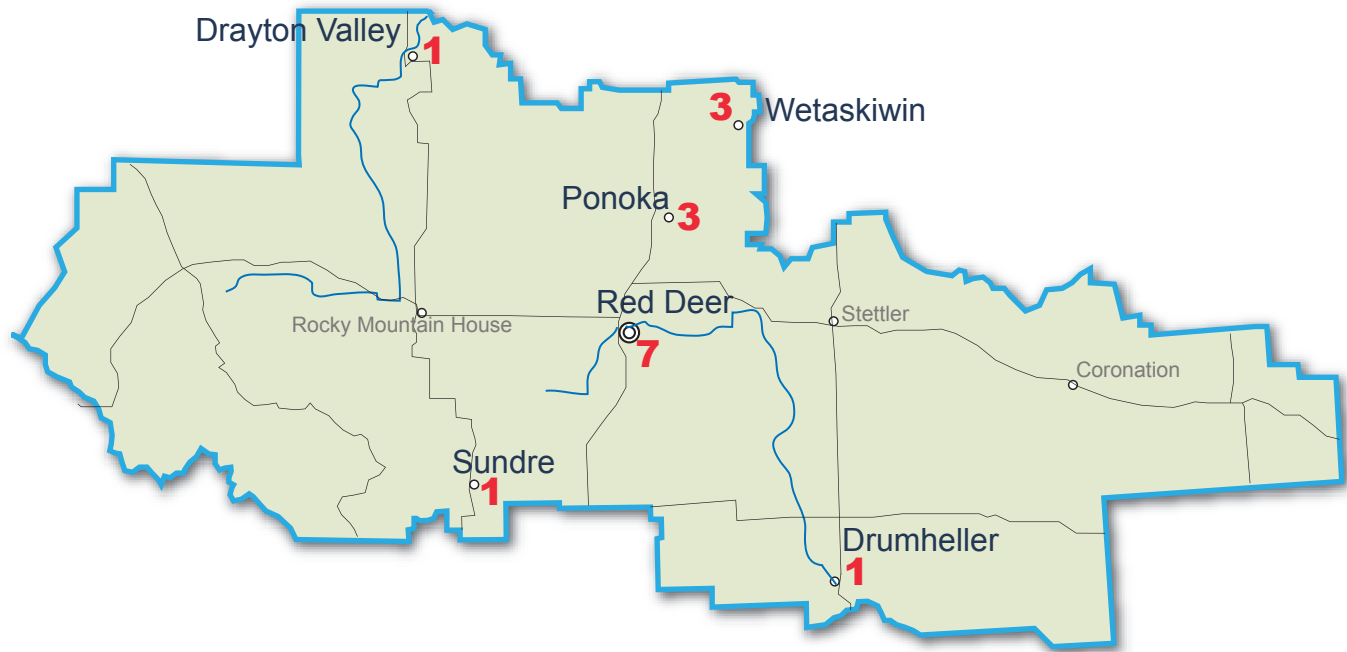 Drayton Valley
1
3
Wetaskiwin
Ponoka
3
Red Deer
7
Rocky Mountain House
Stettler
Coronation
Sundre
1
Drumheller
1